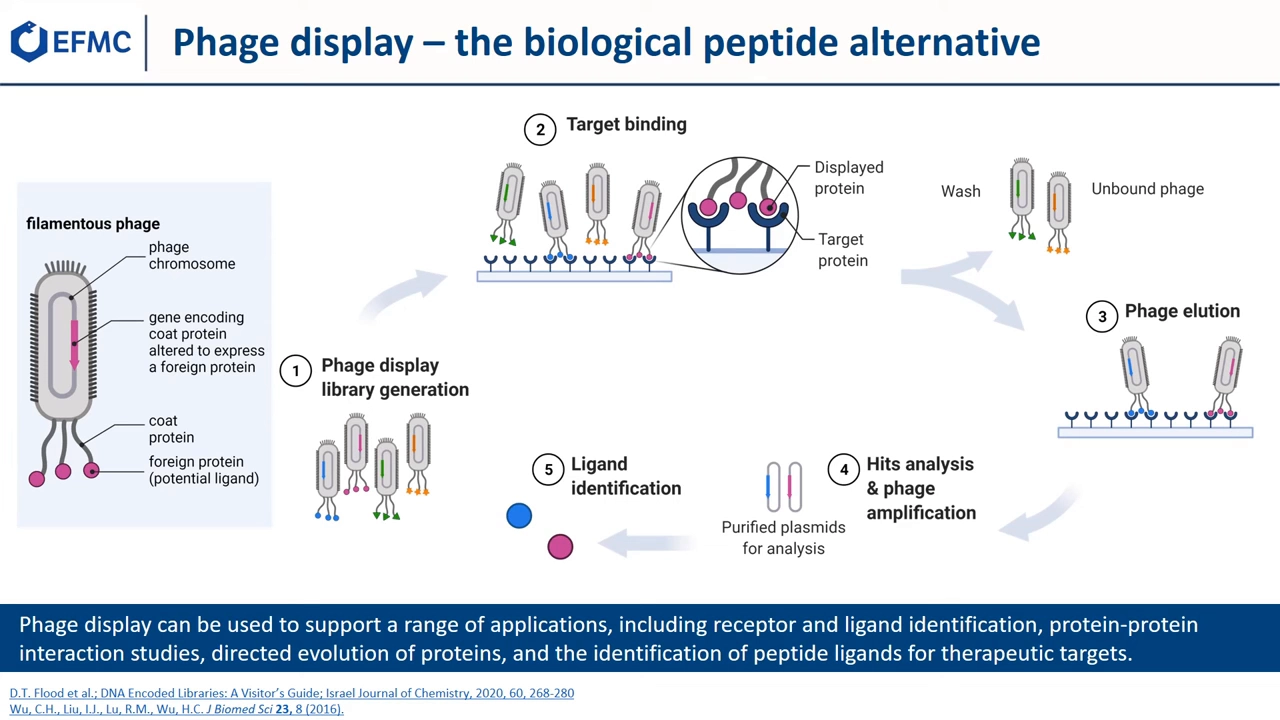 EFMC
Phage display – the biological peptide alternative
filamentous phage
phage
chromosome
gene encoding
coat protein
altered to express
a foreign protein
coat
protein
foreign protein
(potential ligand)
1
Phage display
library generation
2
Target binding
Displayed
protein
Target
protein
Wash
Unbound phage
3
Phage elution
4
Hits analysis
& phage
amplification
Purified plasmids
for analysis
5
Ligand
identification
Phage display can be used to support a range of applications, including receptor and ligand identification, protein-protein
interaction studies, directed evolution of proteins, and the identification of peptide ligands for therapeutic targets.
D.T. Flood et al.; DNA Encoded Libraries: A Visitor's Guide; Israel Journal of Chemistry, 2020, 60, 268-280
Wu, C.H., Liu, I.J., Lu, R.M., Wu, H.C. J Biomed Sci 23, 8 (2016).